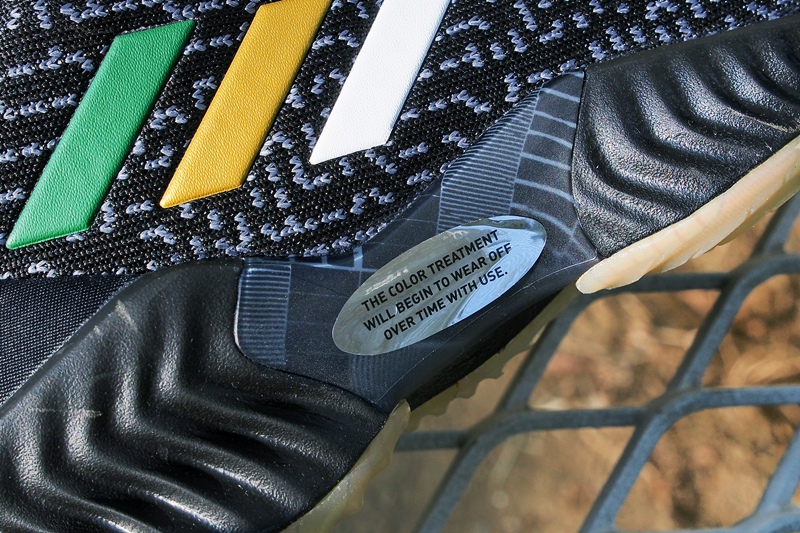 THE COLOR TREATMENT
WILL BEGIN TO WEAR OFF
OVER TIME WITH USE.